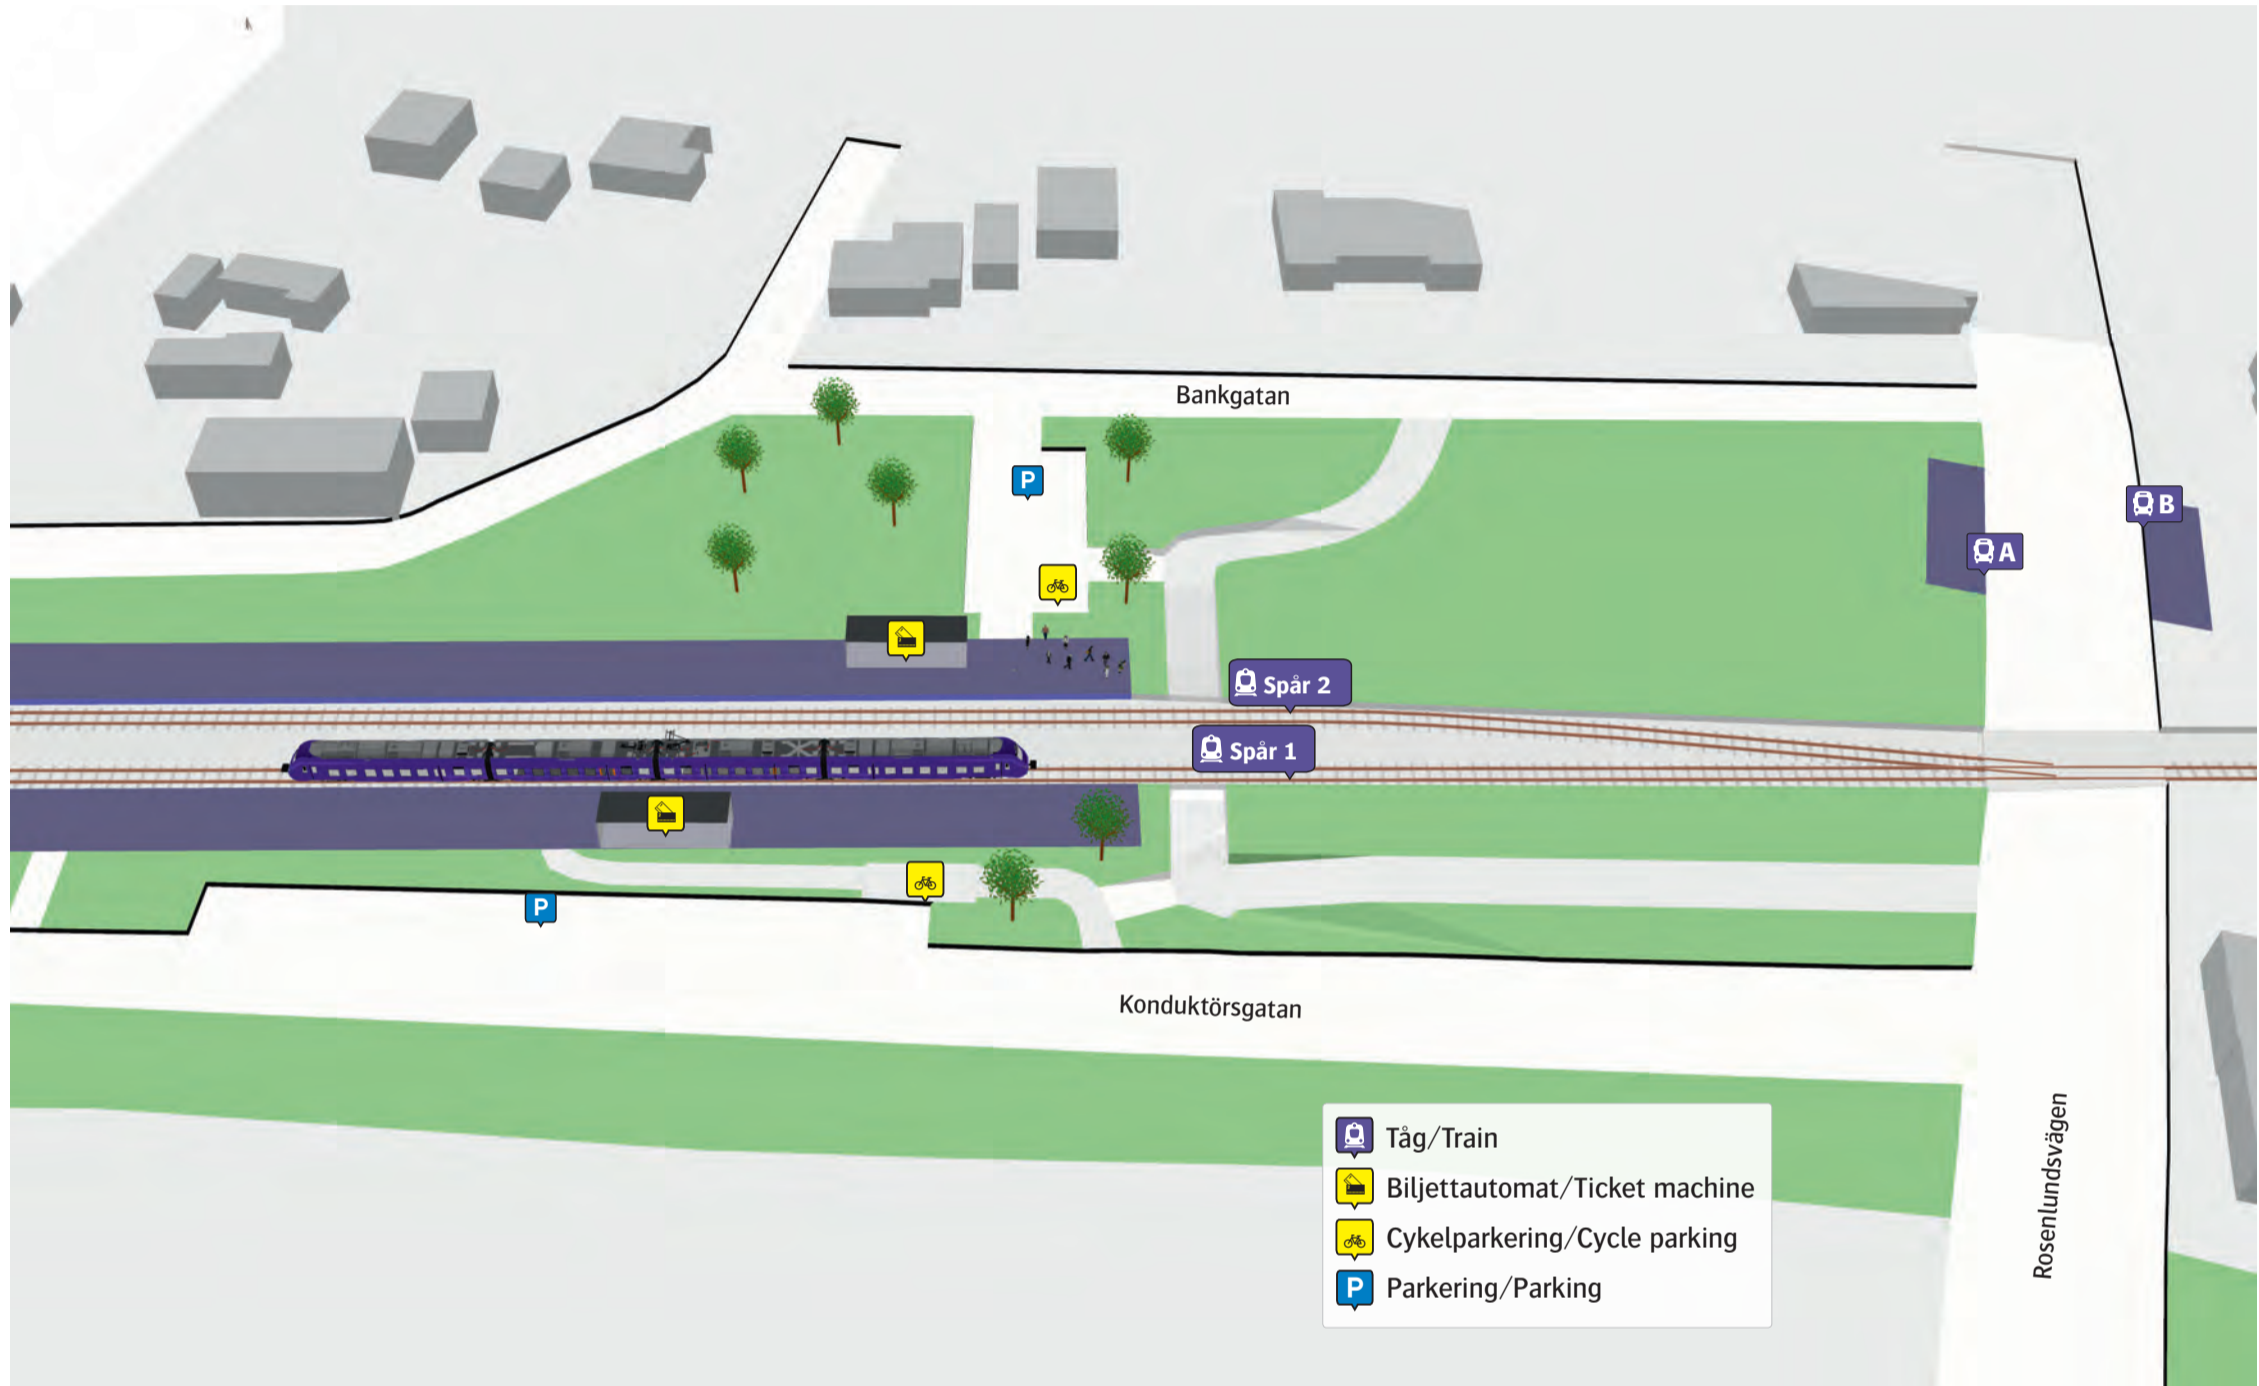 Bankgatan
P
B
A
Spår 2
Spår 1
P
Konduktörsgatan
Rosenlundsvägen
Tåg/Train
Biljettautomat/Ticket machine
Cykelparkering/Cycle parking
P Parkering/Parking